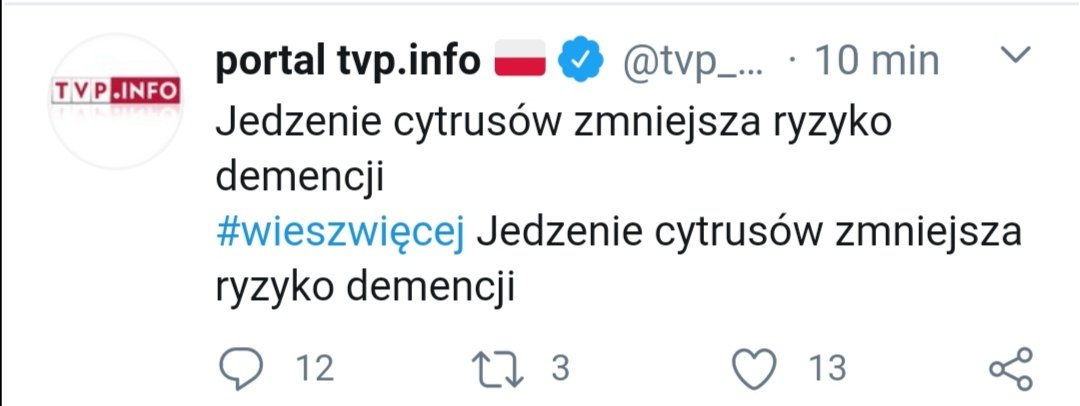 TVP.INFO
portal tvp.info @tvp_... · 10 min
Jedzenie cytrusów zmniejsza ryzyko
demencji
#wieszwięcej Jedzenie cytrusów zmniejsza
ryzyko demencji
12 3 13